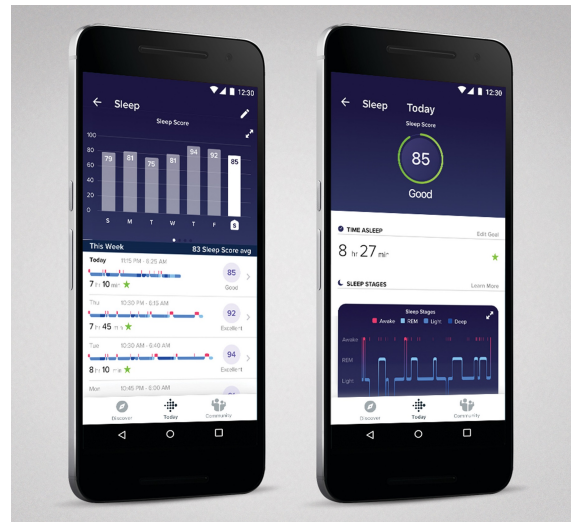 12:30
Sleep
Sleep Score
100
80
60
40
20
0
79 81 75 81 94 92 85
S M T W T F S
This Week 83 Sleep Score avg
Today 11:15 PM - 6:25 AM
85
7 hr 10 min Good
Thu 10:30 PM - 6:15 AM
92
7 hr 45 min Excellent
Tue 10:00 AM - 6:40 AM
94
8 hr 10 min Excellent
Mon 10:45 PM - 6:00 AM
Discover Today Community
12:30
Sleep Today
Sleep Score
85
Good
TIME ASLEEP Edit Goal
8 hr 27 min
SLEEP STAGES Learn More
Sleep Stages
Awake REM Light Deep
Awake
REM
Light
Discover Today Community